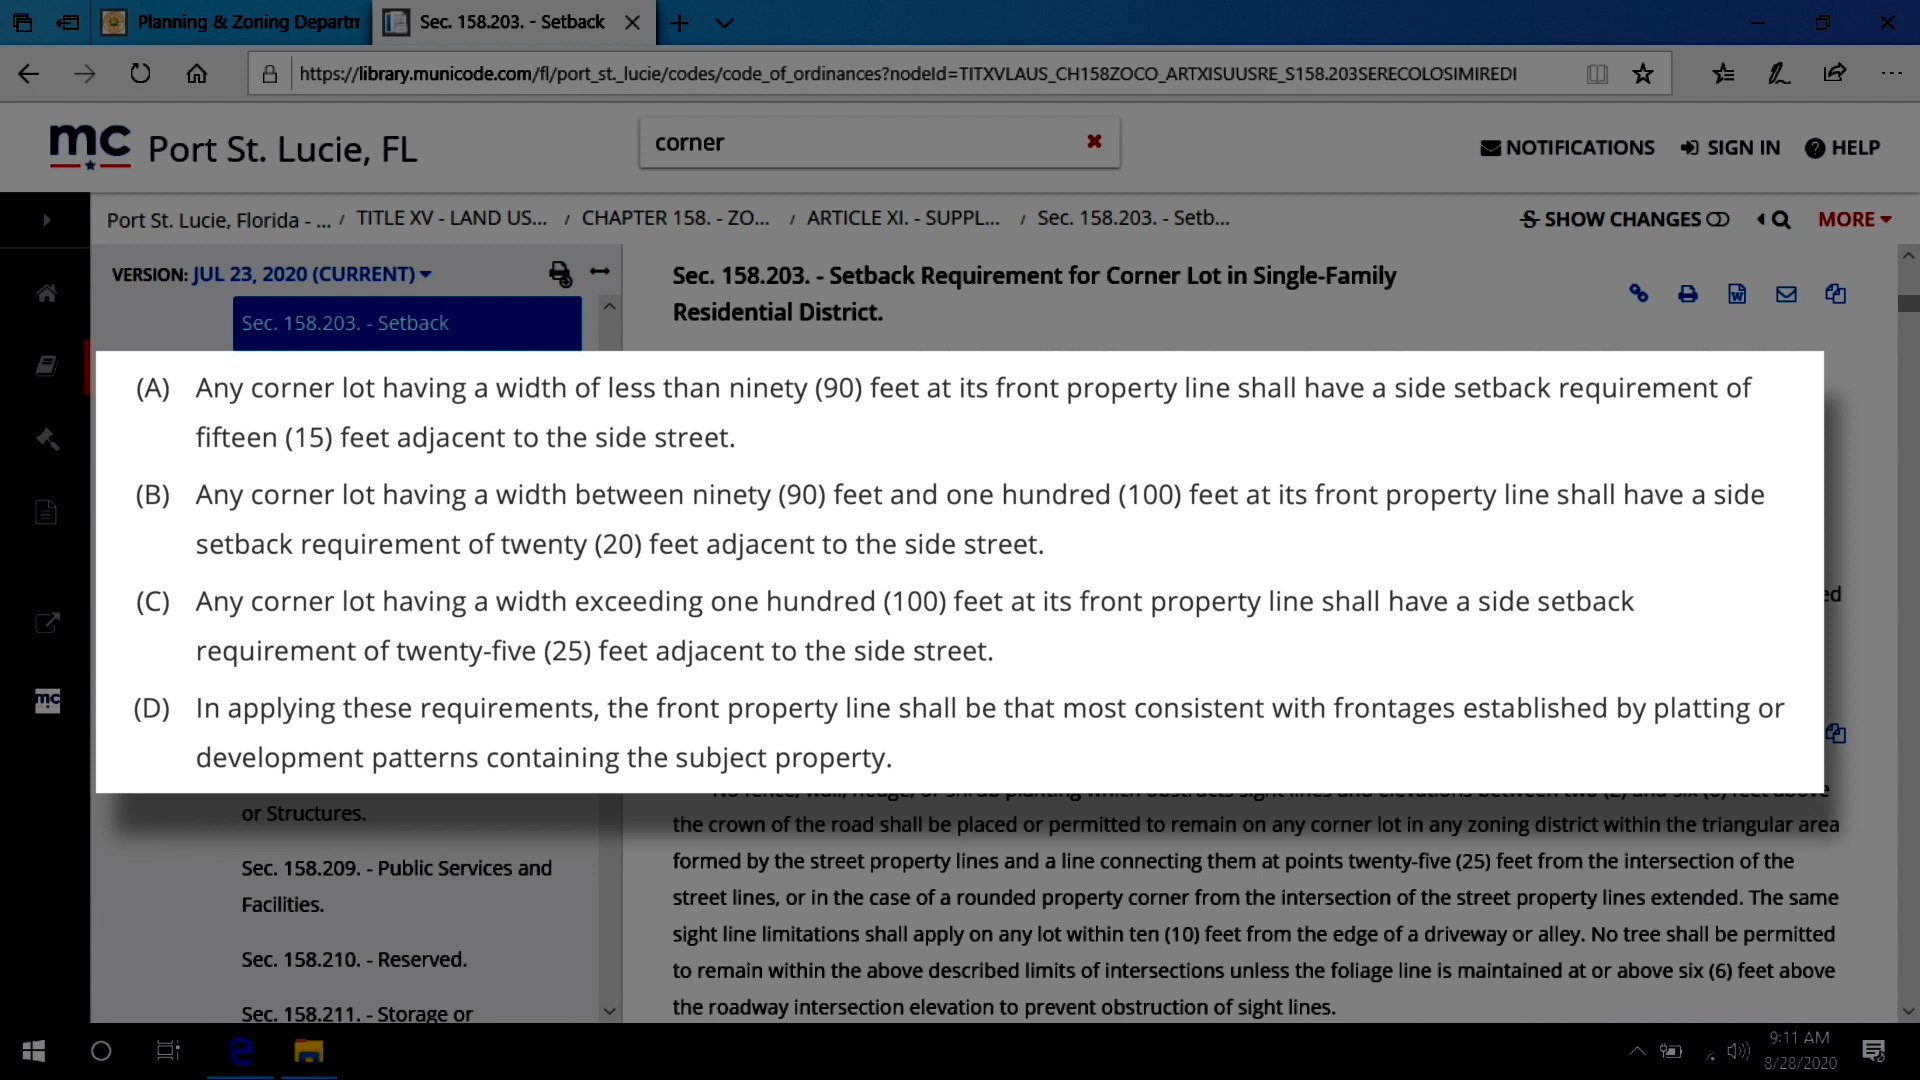 Planning & Zoning Departm
Sec. 158.203. - Setback
https://library.municode.com/fl/port_st._lucie/codes/code_of_ordinances?nodeId=TITXVLAUS_CH158ZOCO_ARTXISUUSRE_S158.203SERECOLOSIMIREDI
mc Port St. Lucie, FL
corner
NOTIFICATIONS SIGN IN HELP
Port St. Lucie, Florida - ... / TITLE XV - LAND US... / CHAPTER 158. - ZO... / ARTICLE XI. - SUPPL... / Sec. 158.203. - Setb...
SHOW CHANGES MORE
VERSION: JUL 23, 2020 (CURRENT)
Sec. 158.203. - Setback
Sec. 158.203. - Setback Requirement for Corner Lot in Single-Family
Residential District.
(A) Any corner lot having a width of less than ninety (90) feet at its front property line shall have a side setback requirement of
fifteen (15) feet adjacent to the side street.
(B) Any corner lot having a width between ninety (90) feet and one hundred (100) feet at its front property line shall have a side
setback requirement of twenty (20) feet adjacent to the side street.
(C) Any corner lot having a width exceeding one hundred (100) feet at its front property line shall have a side setback
requirement of twenty-five (25) feet adjacent to the side street.
(D) In applying these requirements, the front property line shall be that most consistent with frontages established by platting or
development patterns containing the subject property.
mc
or Structures.
Sec. 158.209. - Public Services and
Facilities.
Sec. 158.210. - Reserved.
Sec. 158.211. - Storage or
the crown of the road shall be placed or permitted to remain on any corner lot in any zoning district within the triangular area
formed by the street property lines and a line connecting them at points twenty-five (25) feet from the intersection of the
street lines, or in the case of a rounded property corner from the intersection of the street property lines extended. The same
sight line limitations shall apply on any lot within ten (10) feet from the edge of a driveway or alley. No tree shall be permitted
to remain within the above described limits of intersections unless the foliage line is maintained at or above six (6) feet above
the roadway intersection elevation to prevent obstruction of sight lines.
9:11 AM
8/28/2020